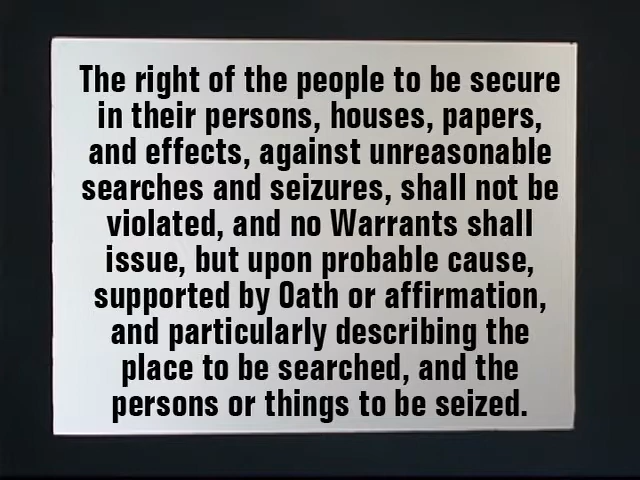 The right of the people to be secure
in their persons, houses, papers,
and effects, against unreasonable
searches and seizures, shall not be
violated, and no Warrants shall
issue, but upon probable cause,
supported by Oath or affirmation,
and particularly describing the
place to be searched, and the
persons or things to be seized.